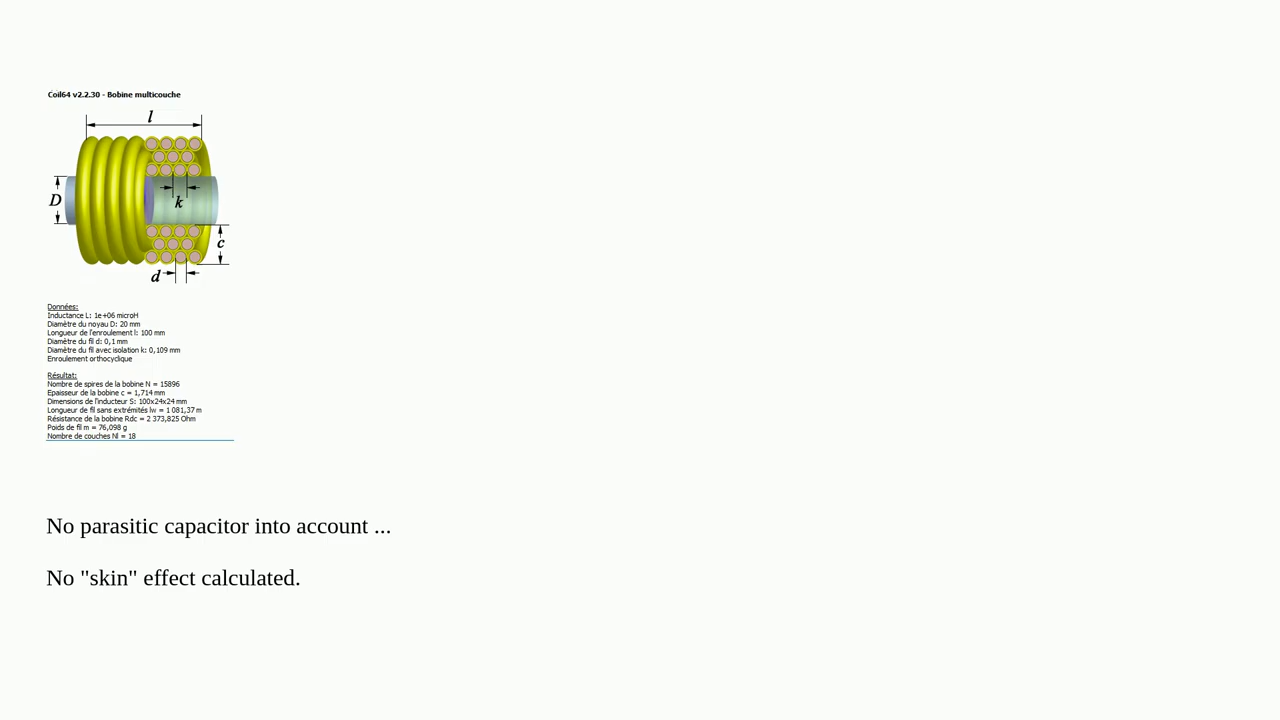 Coil64 v2.2.30 - Bobine multicouche
l
D
k
c
d
Données:
Inductance L: 1e+06 microH
Diamètre du noyau D: 20 mm
Longueur de l'enroulement l: 100 mm
Diamètre du fil d: 0,1 mm
Diamètre du fil avec isolation k: 0,109 mm
Enroulement orthocyclique
Résultat:
Nombre de spires de la bobine N = 15896
Epaisseur de la bobine c = 1,714 mm
Dimensions de l'inducteur S: 100x24x24 mm
Longueur de fil sans extrémités lw = 1 081,37 m
Résistance de la bobine Rdc = 2 373,825 Ohm
Poids de fil m = 76,098 g
Nombre de couches Nl = 18
No parasitic capacitor into account ...
No "skin" effect calculated.